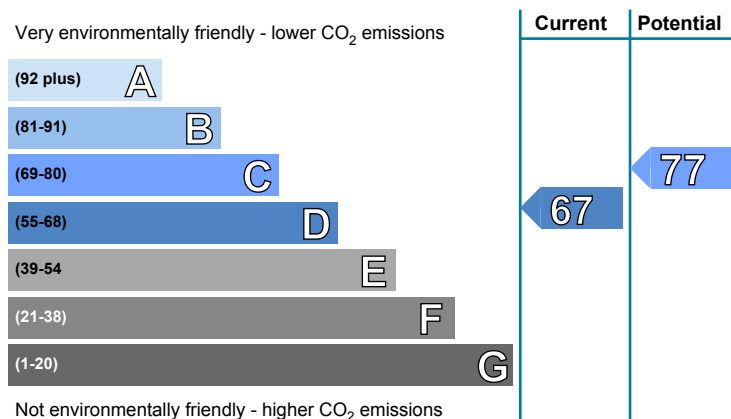 Current Potential
Very environmentally friendly - lower CO2 emissions
(92 plus) A
(81-91) B
(69-80) C
77
(55-68) D
67
(39-54 E
(21-38) F
(1-20) G
Not environmentally friendly - higher CO2 emissions